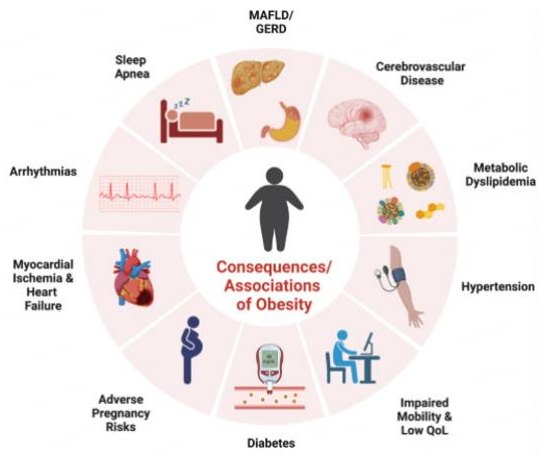 MAFLD/
GERD
Cerebrovascular
Disease
Metabolic
Dyslipidemia
Hypertension
Impaired
Mobility &
Low QoL
Diabetes
Adverse
Pregnancy
Risks
Myocardial
Ischemia &
Heart
Failure
Arrhythmias
Sleep
Apnea
zzZ
Consequences/
Associations
of Obesity